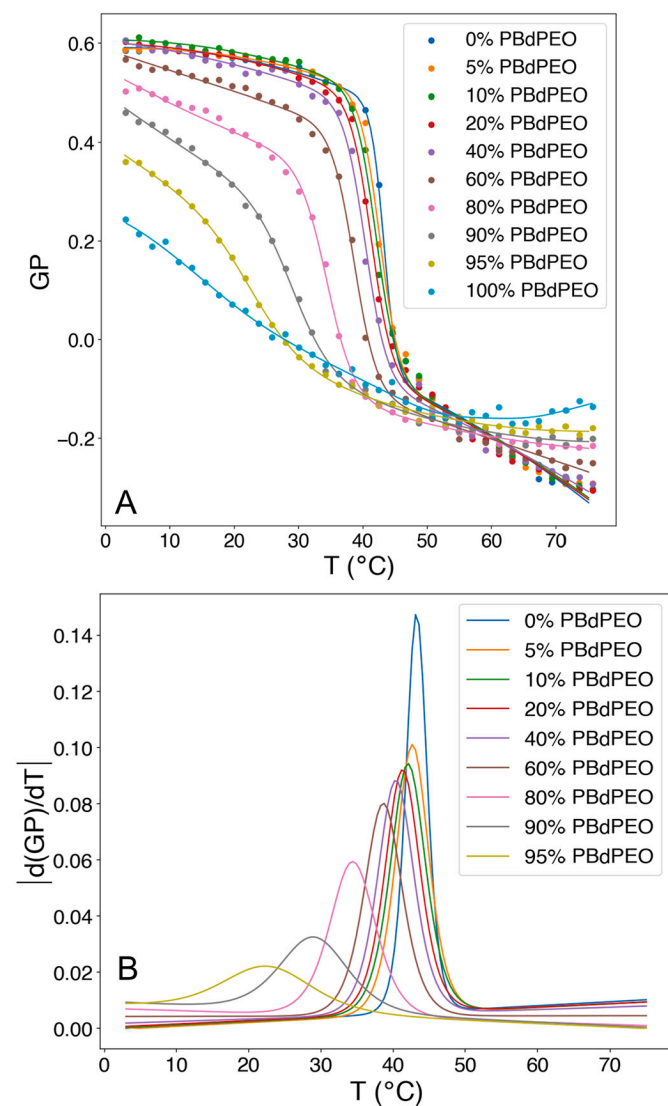 0.6
0.4
0.2
0.0
−0.2
GP
0% PBdPEO
5% PBdPEO
10% PBdPEO
20% PBdPEO
40% PBdPEO
60% PBdPEO
80% PBdPEO
90% PBdPEO
95% PBdPEO
100% PBdPEO
A
0 10 20 30 40 50 60 70
T (°C)
0.14
0.12
0.10
0.08
0.06
0.04
0.02
0.00
|d(GP)/dT|
0% PBdPEO
5% PBdPEO
10% PBdPEO
20% PBdPEO
40% PBdPEO
60% PBdPEO
80% PBdPEO
90% PBdPEO
95% PBdPEO
B
0 10 20 30 40 50 60 70
T (°C)